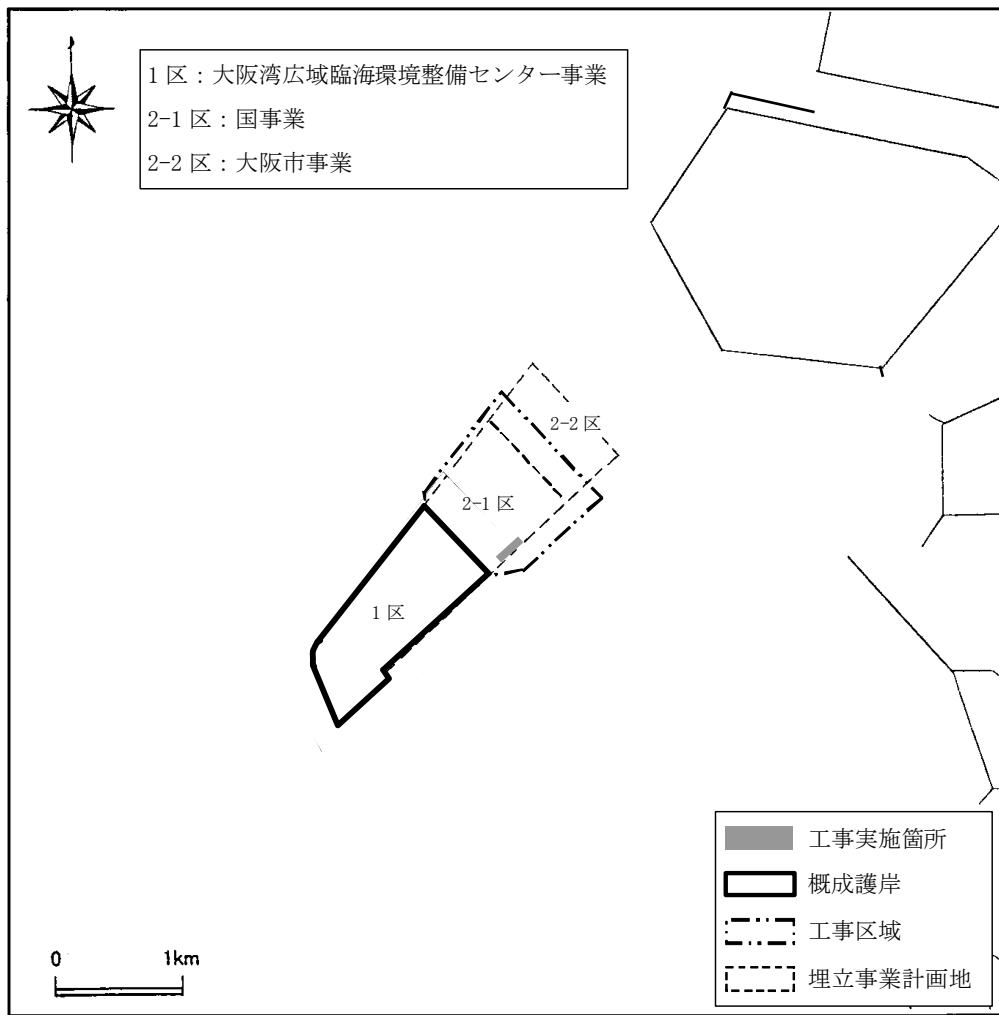 1 区：大阪湾広域臨海環境整備センター事業
2-1 区：国事業
2-2 区：大阪市事業
2-2 区
2-1 区
1 区
工事実施箇所
概成護岸
工事区域
埋立事業計画地
0 1km